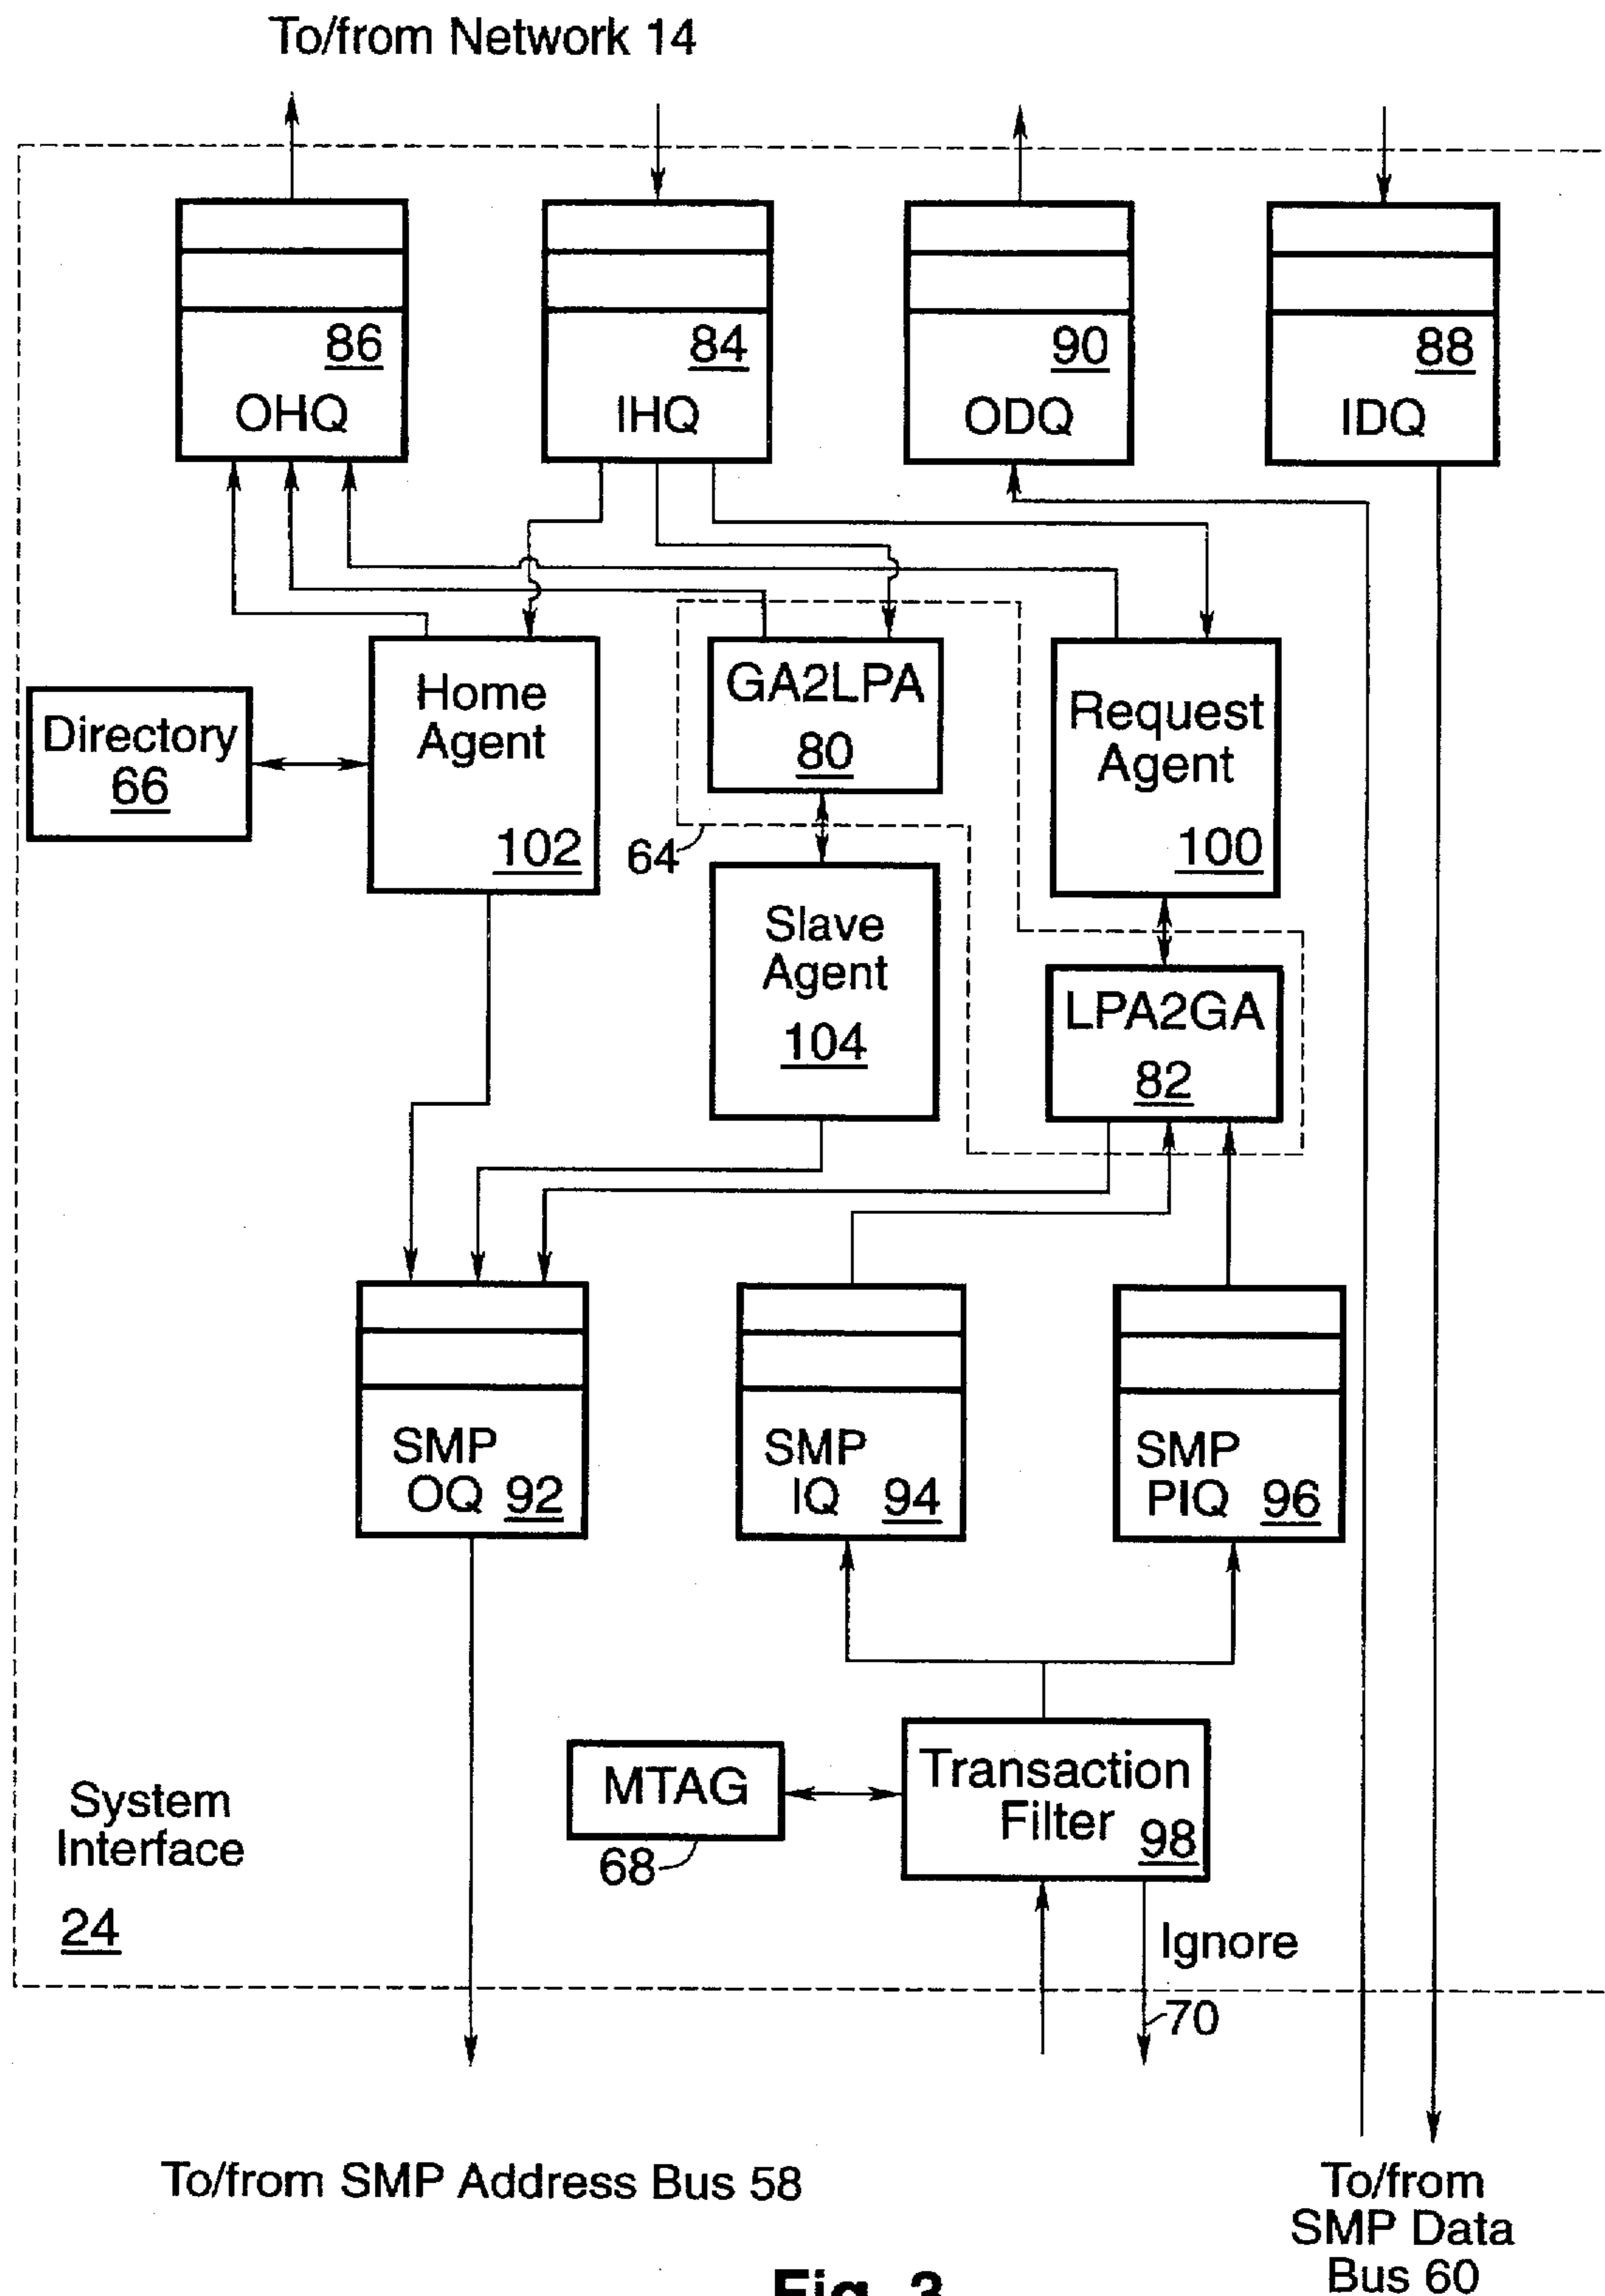 To/from Network 14
86
OHQ
84
IHQ
90
ODQ
88
IDQ
Home
Agent
102
Directory
66
GA2LPA
80
Request
Agent
100
64
Slave
Agent
104
LPA2GA
82
SMP
OQ 92
SMP
IQ 94
SMP
PIQ 96
MTAG
68
Transaction
Filter
98
System
Interface
24
Ignore
70
To/from SMP Address Bus 58
To/from
SMP Data
Bus 60
Fig. 3